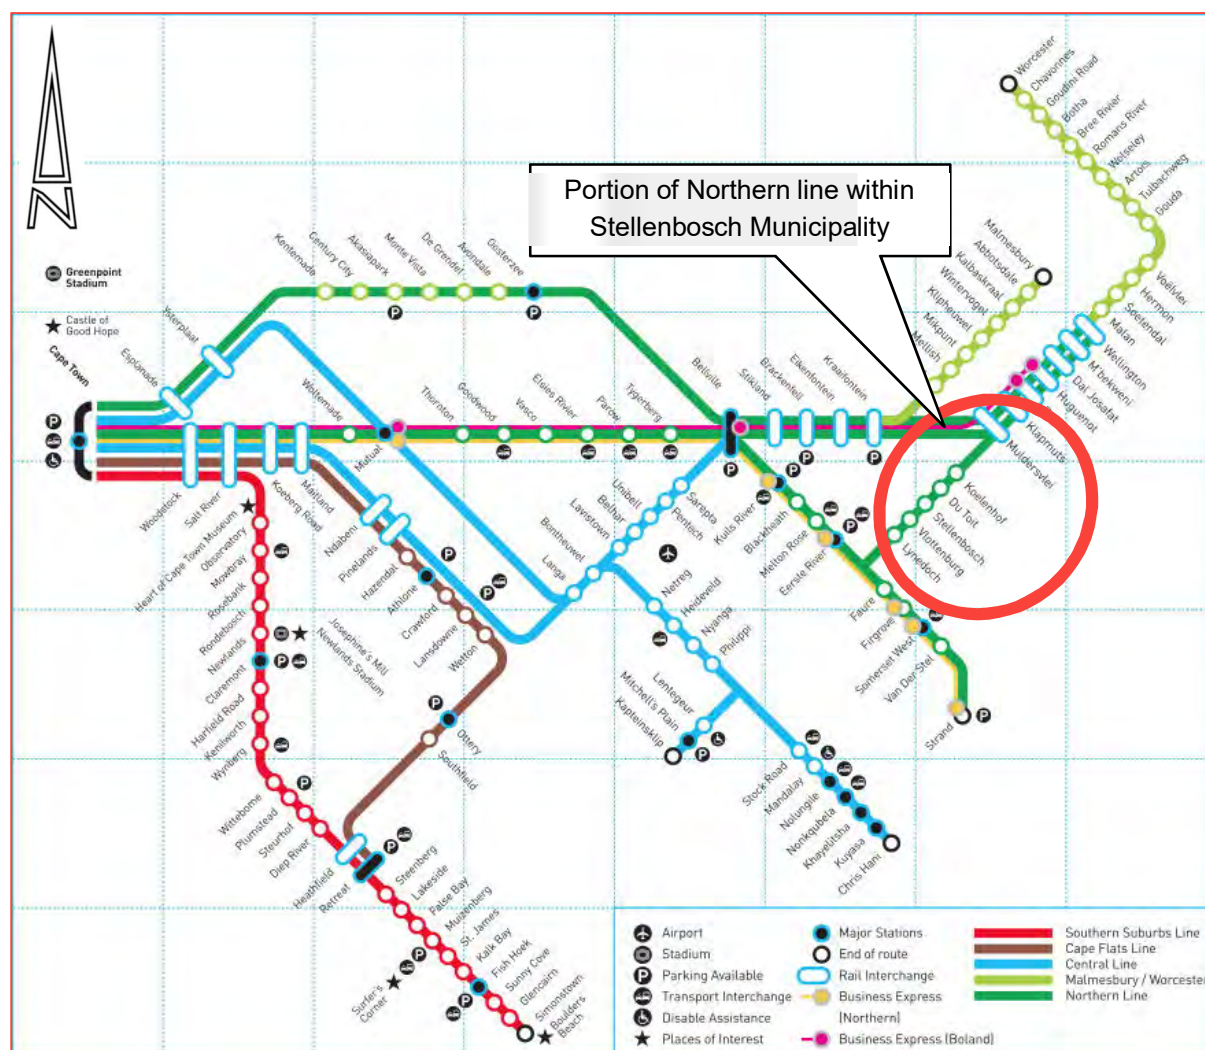 N
Portion of Northern line within
Stellenbosch Municipality
Greenpoint
Stadium
Castle of
Good Hope
Cape Town
Esplanade
Ysterplaat
Kentemade
Century City
Akasiapark
Monte Vista
De Grendel
Avondale
Oosterzee
P
P
Worcester
Chavonnes
Goudini Road
Botha
Bree Rivier
Romans River
Wolseley
Artois
Tulbachweg
Gouda
Voëlvlei
Hermon
Soetendal
Malan
Wellington
M'bekweni
Dal Josafat
Huguenot
Klapmuts
Muldersvlei
Malmesbury
Abbotsdale
Kalbaskraal
Wintervogel
Klipheuwel
Mikpunt
Mellish
Woltemade
Mutual
Thornton
Goodwood
Vasco
Elsies River
Parow
Tygerberg
Bellville
Stikland
Brackenfell
Eikenfontein
Kraaifontein
P
P
P
P
Woodstock
Salt River
Koeberg Road
Maitland
Ndabeni
Pinelands
Hazendal
Athlone
Crawford
Lansdowne
Wetton
P
P
Ottery
P
Southfield
Heart of Cape Town Museum
Observatory
Mowbray
Rosebank
Rondebosch
Newlands
Josephine's Mill
Newlands Stadium
Claremont
P
Harfield Road
Kenilworth
Wynberg
Wittebome
P
Plumstead
Steurhof
Diep River
Heathfield
Retreat
P
Steenberg
Lakeside
False Bay
Muizenberg
St. James
Kalk Bay
Fish Hoek
Sunny Cove
Glencairn
Simonstown
Boulders
Beach
Surfer's
Corner
P
P
Langa
Bontheuwel
Lavistown
Belhar
Unibell
Pentech
Sarepta
Netreg
Heideveld
Nyanga
Philippi
Lentegeur
Mitchell's Plain
Kapteinsklip
P
Stock Road
Mandalay
Nolungile
Nonkqubela
Khayelitsha
Kuyasa
Chris Hani
Kuils River
Blackheath
Melton Rose
Eerste River
P
Faure
Firgrove
Somerset West
Van Der Stel
Strand
P
Koelenhof
Du Toit
Stellenbosch
Vlottenburg
Lynedoch
Airport
Stadium
P Parking Available
Transport Interchange
Disable Assistance
Places of Interest
Major Stations
End of route
Rail Interchange
Business Express
(Northern)
Business Express (Boland)
Southern Suburbs Line
Cape Flats Line
Central Line
Malmesbury / Worcester
Northern Line